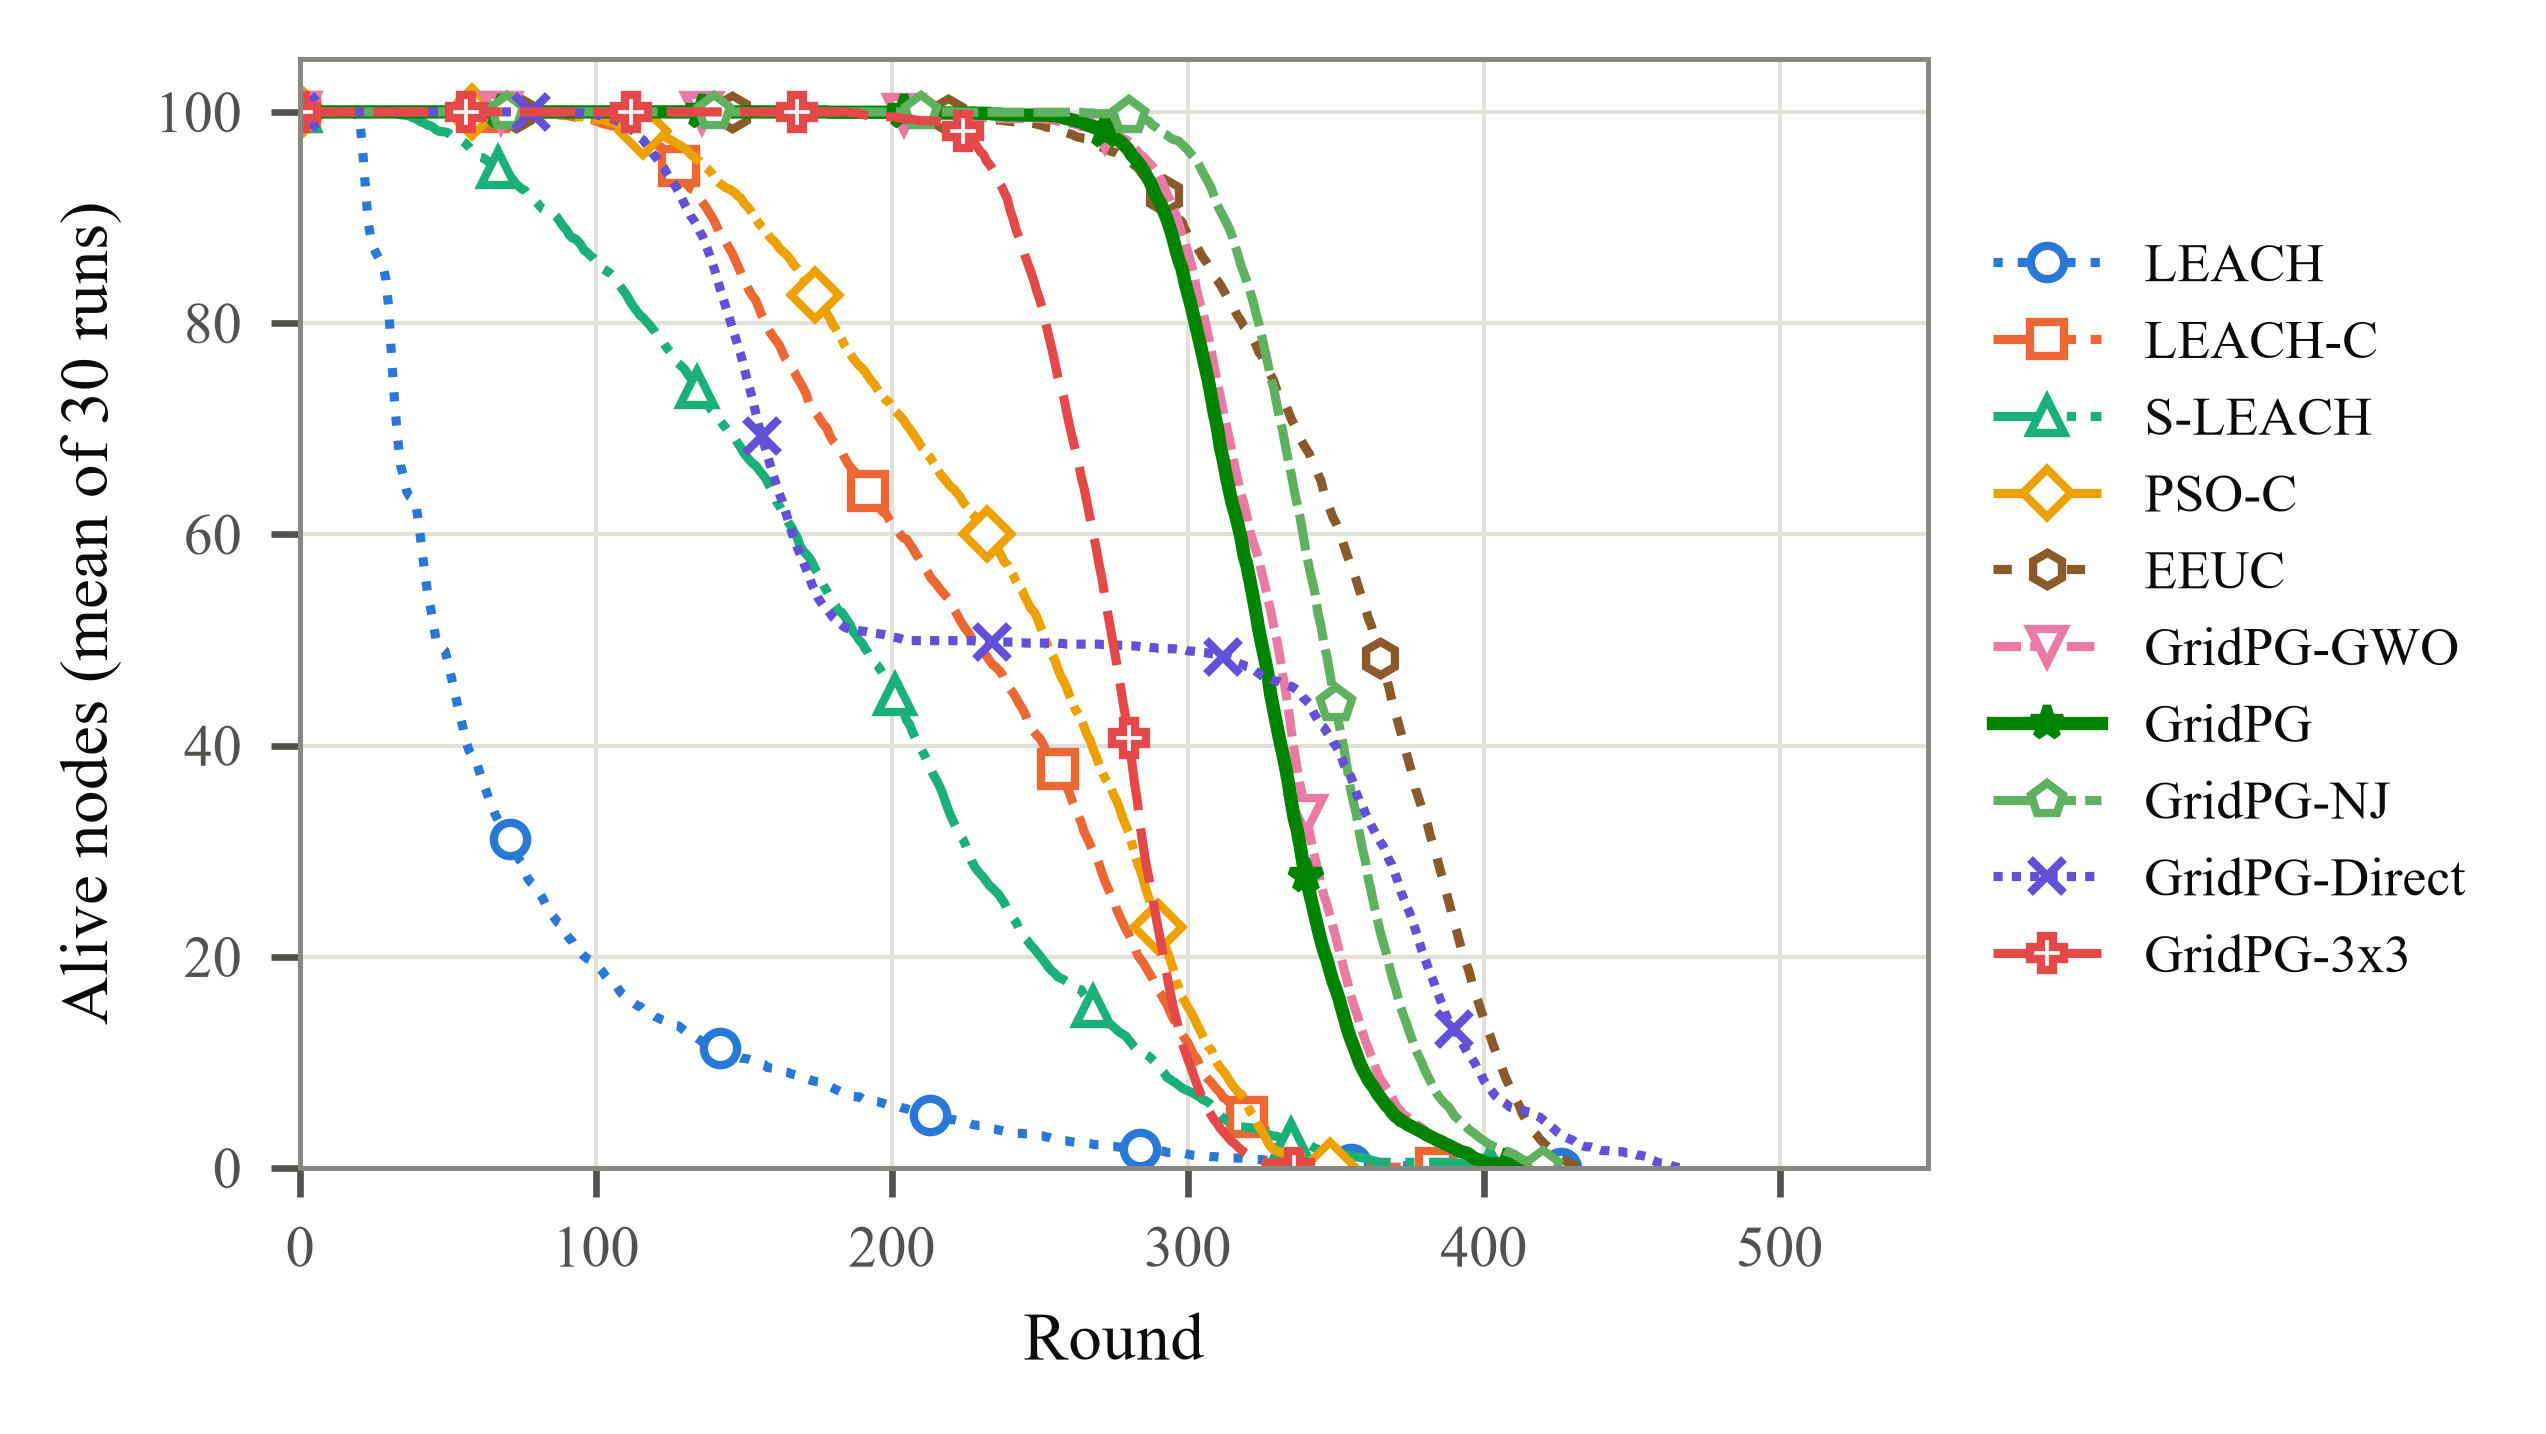 100
80
60
40
20
0
0 100 200 300 400 500
Round
Alive nodes (mean of 30 runs)
LEACH
LEACH-C
S-LEACH
PSO-C
EEUC
GridPG-GWO
GridPG
GridPG-NJ
GridPG-Direct
GridPG-3x3